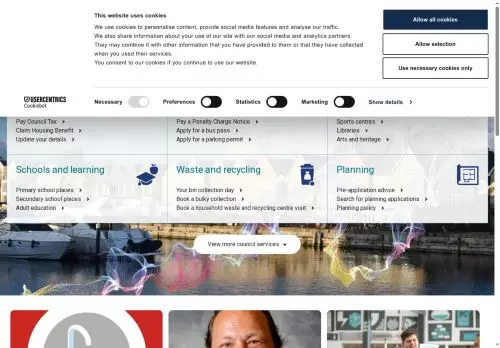 This website uses cookies
We use cookies to personalise content, provide social media features and analyse our traffic.
We also share information about your use of our site with our social media and analytics partners.
They may combine it with other information that you have provided to them or that they have collected
when you used their services.
You consent to our cookies if you continue to use our website.
Allow all cookies
Allow selection
Use necessary cookies only
USERCENTRICS
Cookiebot
Necessary
Preferences
Statistics
Marketing
Show details
Pay Council Tax
Claim Housing Benefit
Update your details
Pay a Penalty Charge Notice
Apply for a bus pass
Apply for a parking permit
Sports centres
Libraries
Arts and heritage
Schools and learning
Primary school places
Secondary school places
Adult education
Waste and recycling
Your bin collection day
Book a bulky collection
Book a household waste and recycling centre visit
Planning
Pre-application advice
Search for planning applications
Planning policy
View more council services